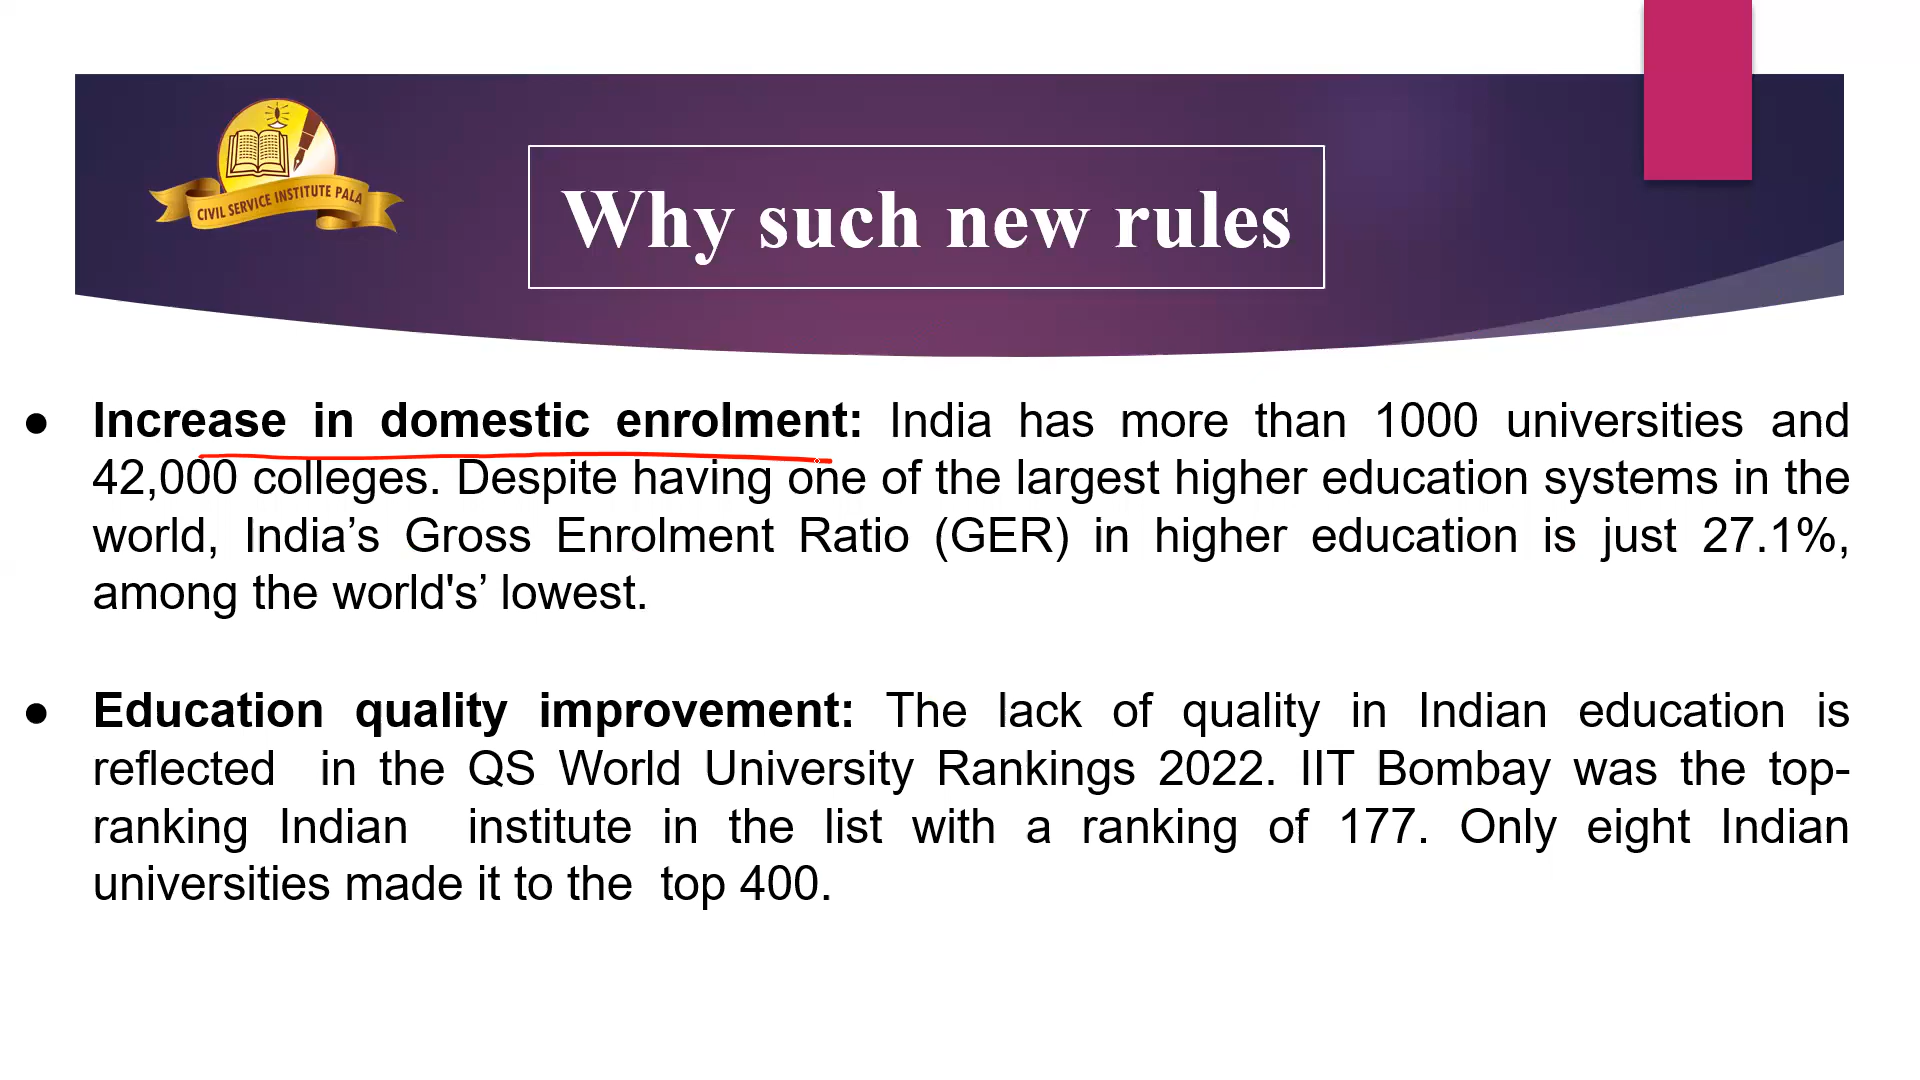 CIVIL SERVICE INSTITUTE PALA
Why such new rules
● Increase in domestic enrolment: India has more than 1000 universities and
42,000 colleges. Despite having one of the largest higher education systems in the
world, India’s Gross Enrolment Ratio (GER) in higher education is just 27.1%,
among the world's’ lowest.
● Education quality improvement: The lack of quality in Indian education is
reflected in the QS World University Rankings 2022. IIT Bombay was the top-
ranking Indian institute in the list with a ranking of 177. Only eight Indian
universities made it to the top 400.